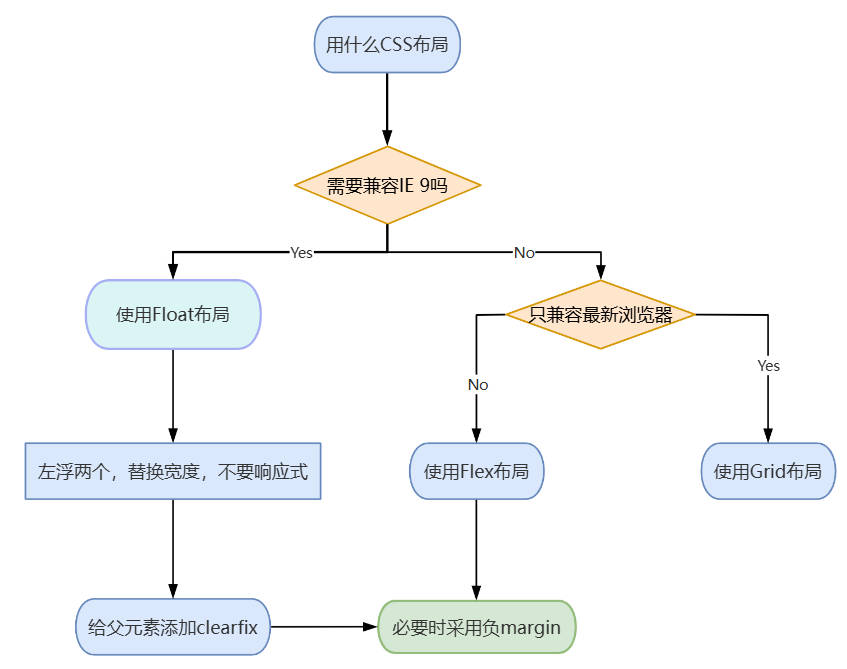 用什么CSS布局
需要兼容IE 9吗
Yes
No
使用Float布局
只兼容最新浏览器
No
Yes
左浮两个，替换宽度，不要响应式
使用Flex布局
使用Grid布局
给父元素添加clearfix
必要时采用负margin